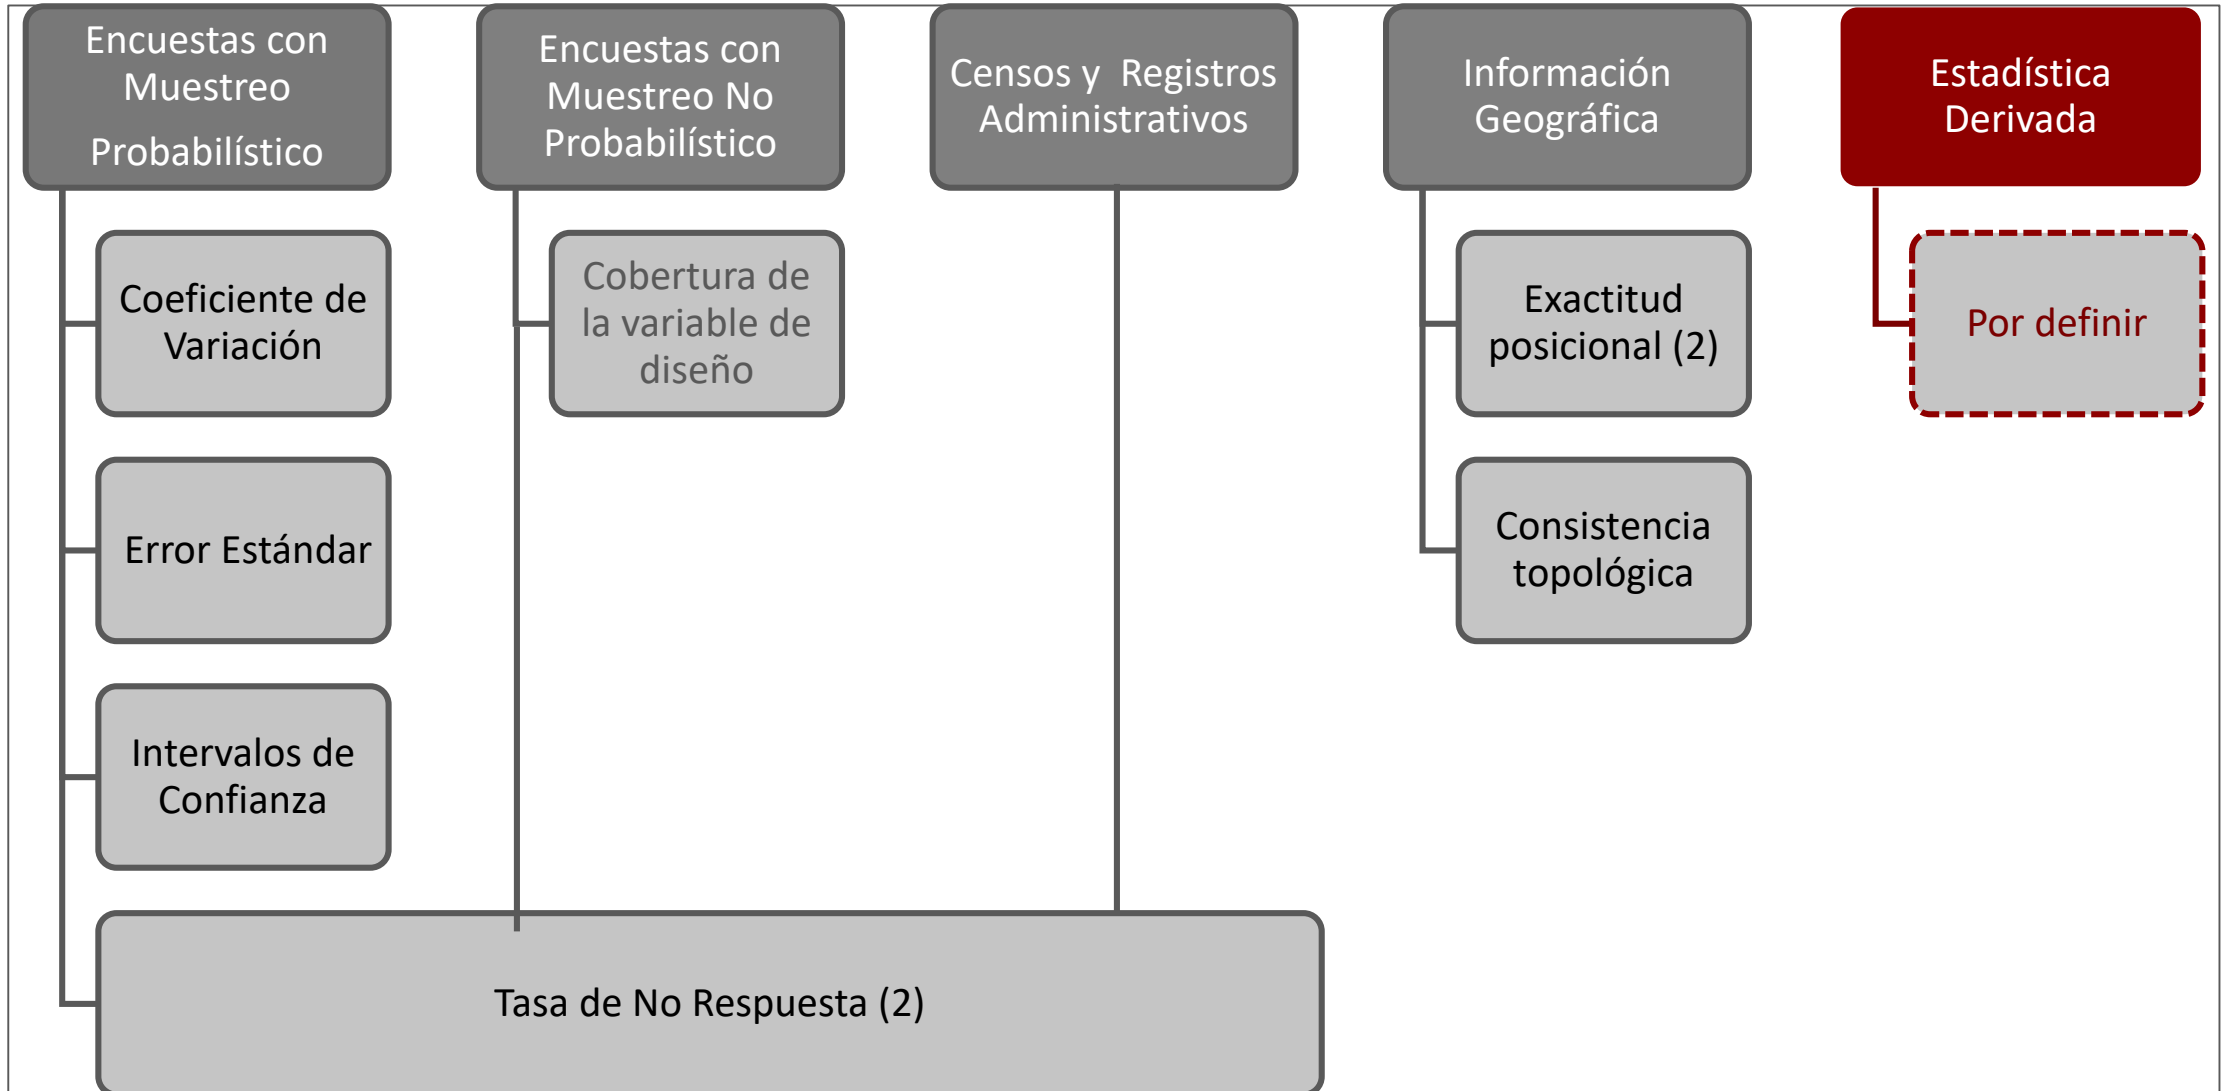 Encuestas con
Muestreo
Probabilístico
Encuestas con
Muestreo No
Probabilístico
Censos y  Registros
Administrativos
Información
Geográfica
Estadística
Derivada
Coeficiente de
Variación
Cobertura de
la variable de
diseño
Exactitud
posicional (2)
Por definir
Error Estándar
Consistencia
topológica
Intervalos de
Confianza
Tasa de No Respuesta (2)